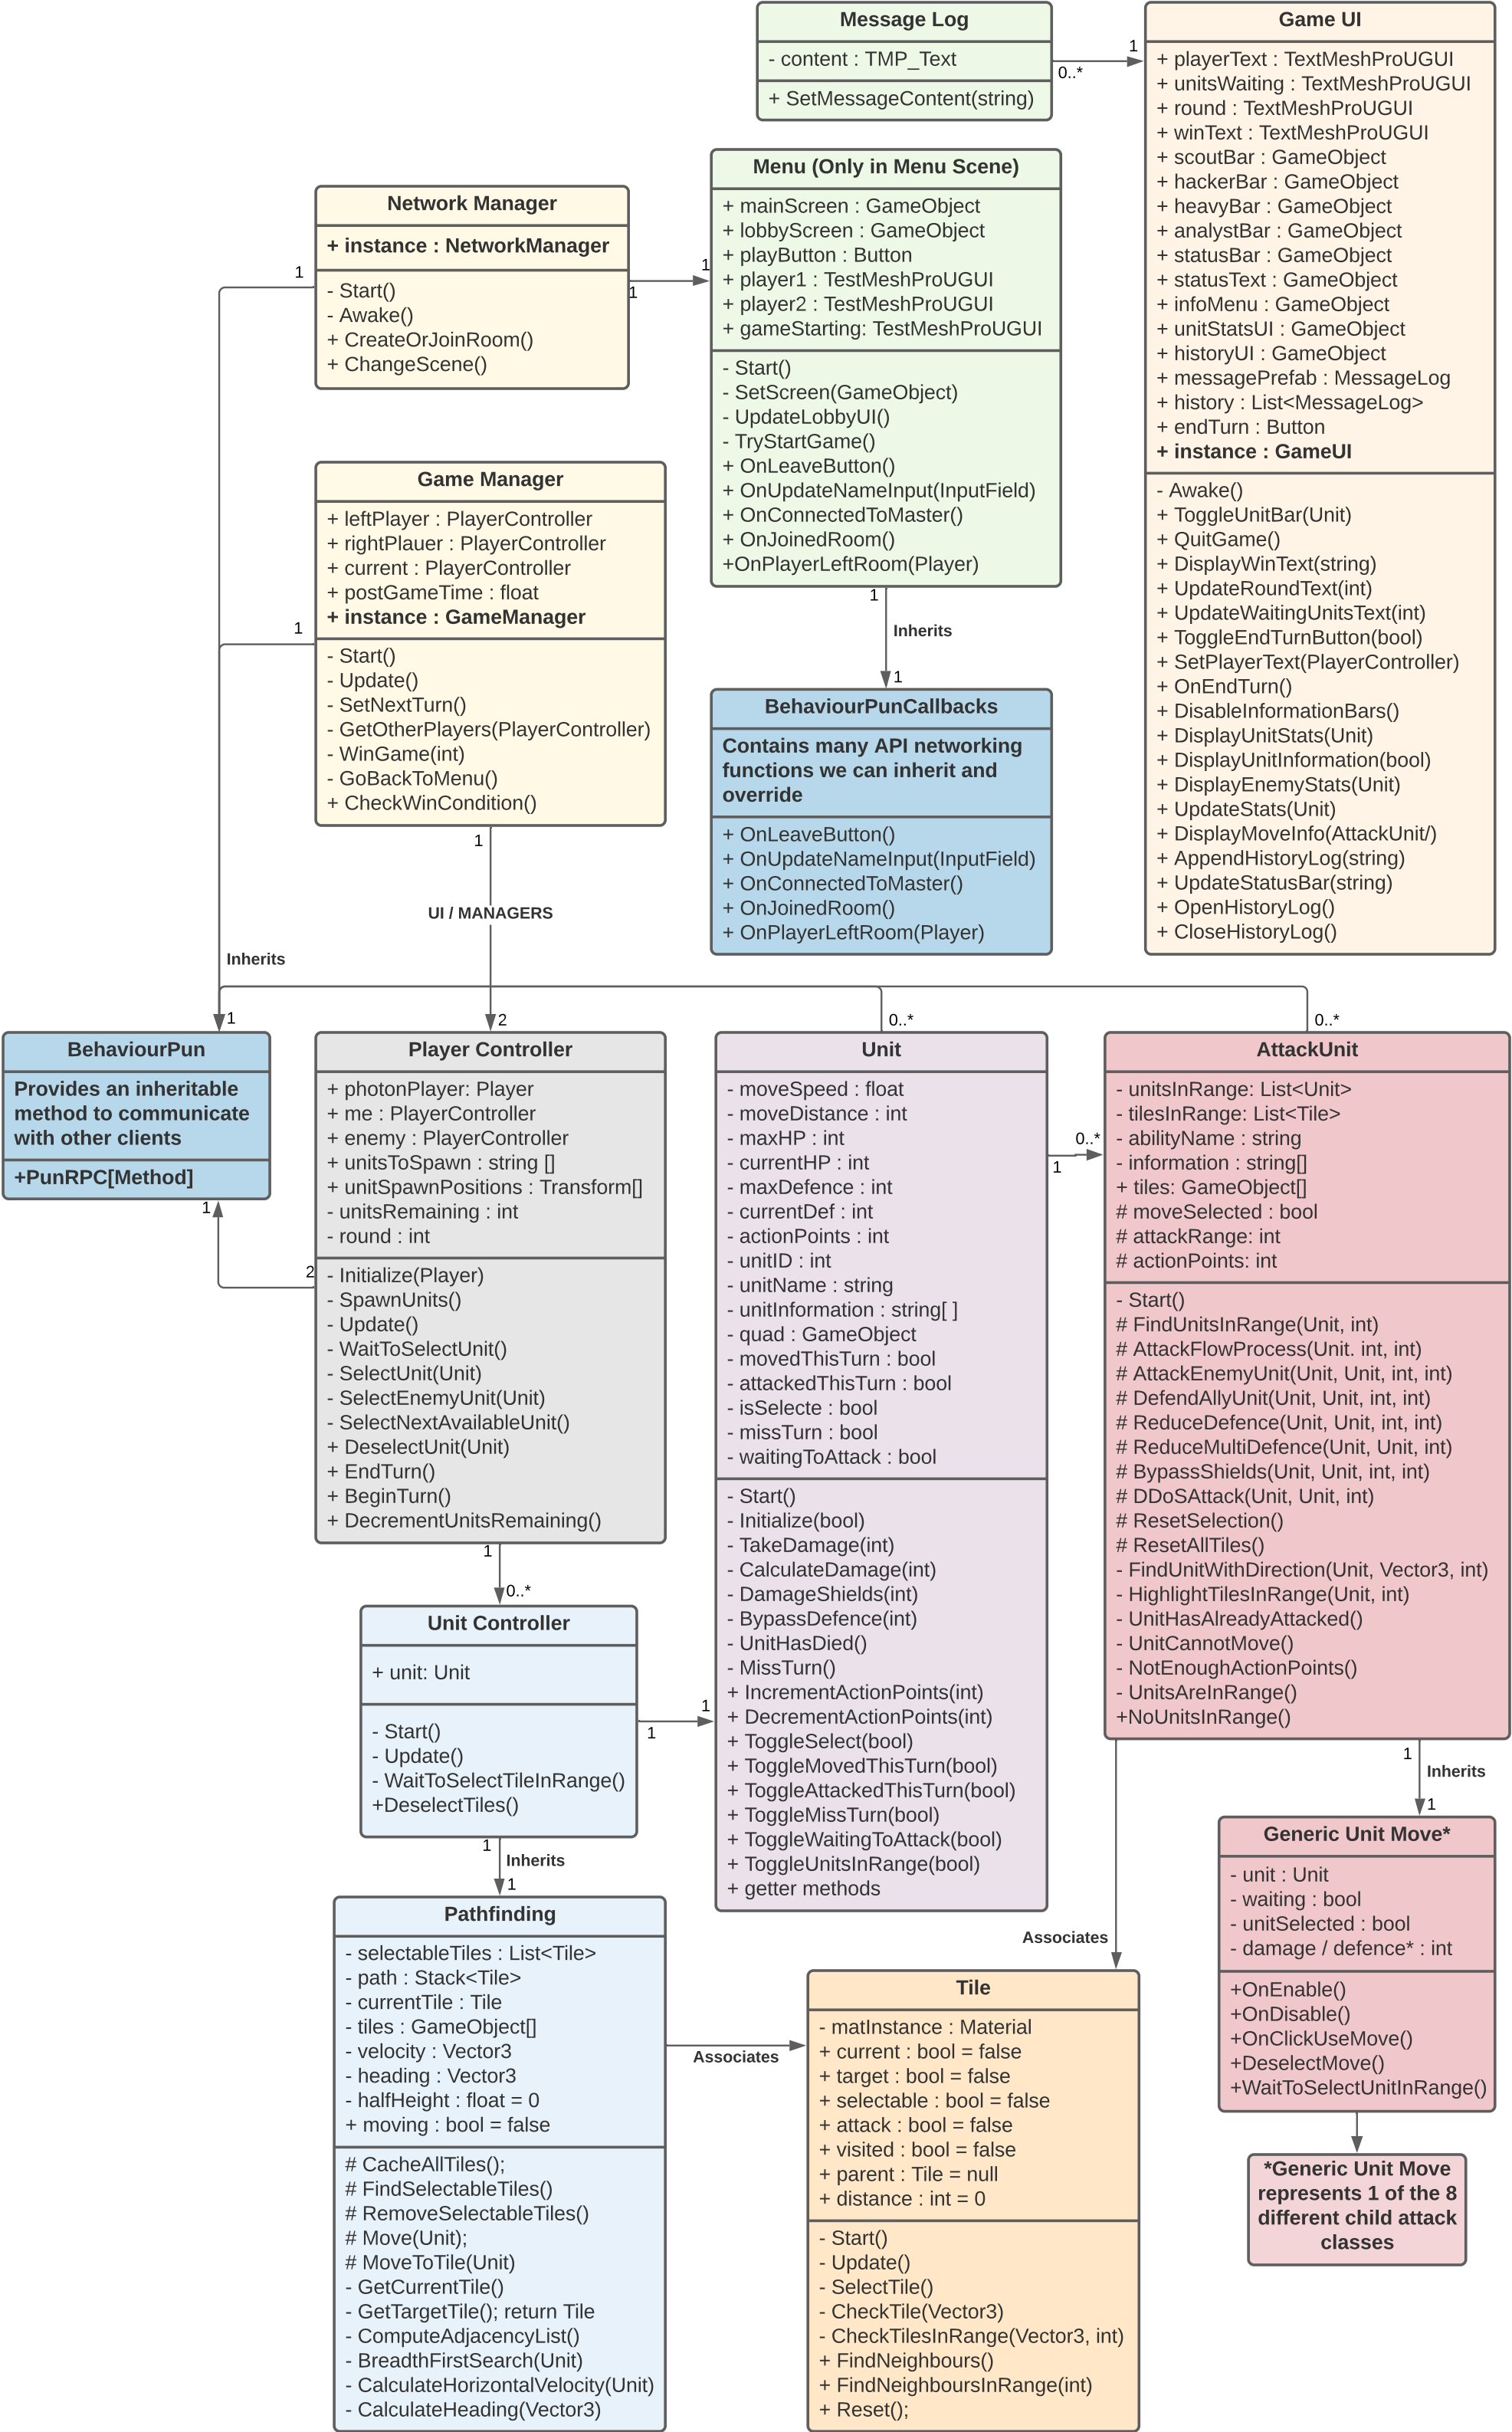 Message Log
- content : TMP_Text
+ SetMessageContent(string)
0..*
1
Game UI
+ playerText : TextMeshProUGUI
+ unitsWaiting : TextMeshProUGUI
+ round : TextMeshProUGUI
+ winText : TextMeshProUGUI
+ scoutBar : GameObject
+ hackerBar : GameObject
+ heavyBar : GameObject
+ analystBar : GameObject
+ statusBar : GameObject
+ statusText : GameObject
+ infoMenu : GameObject
+ unitStatsUI : GameObject
+ historyUI : GameObject
+ messagePrefab : MessageLog
+ history : List<MessageLog>
+ endTurn : Button
+ instance : GameUI
- Awake()
+ ToggleUnitBar(Unit)
+ QuitGame()
+ DisplayWinText(string)
+ UpdateRoundText(int)
+ UpdateWaitingUnitsText(int)
+ ToggleEndTurnButton(bool)
+ SetPlayerText(PlayerController)
+ OnEndTurn()
+ DisableInformationBars()
+ DisplayUnitStats(Unit)
+ DisplayUnitInformation(bool)
+ DisplayEnemyStats(Unit)
+ UpdateStats(Unit)
+ DisplayMoveInfo(AttackUnit/)
+ AppendHistoryLog(string)
+ UpdateStatusBar(string)
+ OpenHistoryLog()
+ CloseHistoryLog()
Network Manager
+ instance : NetworkManager
- Start()
- Awake()
+ CreateOrJoinRoom()
+ ChangeScene()
1
1
1
Menu (Only in Menu Scene)
+ mainScreen : GameObject
+ lobbyScreen : GameObject
+ playButton : Button
+ player1 : TestMeshProUGUI
+ player2 : TestMeshProUGUI
+ gameStarting: TestMeshProUGUI
- Start()
- SetScreen(GameObject)
- UpdateLobbyUI()
- TryStartGame()
+ OnLeaveButton()
+ OnUpdateNameInput(InputField)
+ OnConnectedToMaster()
+ OnJoinedRoom()
+OnPlayerLeftRoom(Player)
1
Inherits
1
BehaviourPunCallbacks
Contains many API networking
functions we can inherit and
override
+ OnLeaveButton()
+ OnUpdateNameInput(InputField)
+ OnConnectedToMaster()
+ OnJoinedRoom()
+ OnPlayerLeftRoom(Player)
Game Manager
+ leftPlayer : PlayerController
+ rightPlauer : PlayerController
+ current : PlayerController
+ postGameTime : float
+ instance : GameManager
- Start()
- Update()
- SetNextTurn()
- GetOtherPlayers(PlayerController)
- WinGame(int)
- GoBackToMenu()
+ CheckWinCondition()
1
1
UI / MANAGERS
2
Inherits
1
BehaviourPun
Provides an inheritable
method to communicate
with other clients
+PunRPC[Method]
1
2
Player Controller
+ photonPlayer: Player
+ me : PlayerController
+ enemy : PlayerController
+ unitsToSpawn : string []
+ unitSpawnPositions : Transform[]
- unitsRemaining : int
- round : int
- Initialize(Player)
- SpawnUnits()
- Update()
- WaitToSelectUnit()
- SelectUnit(Unit)
- SelectEnemyUnit(Unit)
- SelectNextAvailableUnit()
+ DeselectUnit(Unit)
+ EndTurn()
+ BeginTurn()
+ DecrementUnitsRemaining()
1
0..*
0..*
Unit
- moveSpeed : float
- moveDistance : int
- maxHP : int
- currentHP : int
- maxDefence : int
- currentDef : int
- actionPoints : int
- unitID : int
- unitName : string
- unitInformation : string[ ]
- quad : GameObject
- movedThisTurn : bool
- attackedThisTurn : bool
- isSelecte : bool
- missTurn : bool
- waitingToAttack : bool
- Start()
- Initialize(bool)
- TakeDamage(int)
- CalculateDamage(int)
- DamageShields(int)
- BypassDefence(int)
- UnitHasDied()
- MissTurn()
+ IncrementActionPoints(int)
+ DecrementActionPoints(int)
+ ToggleSelect(bool)
+ ToggleMovedThisTurn(bool)
+ ToggleAttackedThisTurn(bool)
+ ToggleMissTurn(bool)
+ ToggleWaitingToAttack(bool)
+ ToggleUnitsInRange(bool)
+ getter methods
1
0..*
0..*
AttackUnit
- unitsInRange: List<Unit>
- tilesInRange: List<Tile>
- abilityName : string
- information : string[]
+ tiles: GameObject[]
# moveSelected : bool
# attackRange: int
# actionPoints: int
- Start()
# FindUnitsInRange(Unit, int)
# AttackFlowProcess(Unit. int, int)
# AttackEnemyUnit(Unit, Unit, int, int)
# DefendAllyUnit(Unit, Unit, int, int)
# ReduceDefence(Unit, Unit, int, int)
# ReduceMultiDefence(Unit, Unit, int)
# BypassShields(Unit, Unit, int, int)
# DDoSAttack(Unit, Unit, int)
# ResetSelection()
# ResetAllTiles()
- FindUnitWithDirection(Unit, Vector3, int)
- HighlightTilesInRange(Unit, int)
- UnitHasAlreadyAttacked()
- UnitCannotMove()
- NotEnoughActionPoints()
- UnitsAreInRange()
+NoUnitsInRange()
Unit Controller
+ unit: Unit
- Start()
- Update()
- WaitToSelectTileInRange()
+DeselectTiles()
1
1
1
Inherits
1
Pathfinding
- selectableTiles : List<Tile>
- path : Stack<Tile>
- currentTile : Tile
- tiles : GameObject[]
- velocity : Vector3
- heading : Vector3
- halfHeight : float = 0
+ moving : bool = false
# CacheAllTiles();
# FindSelectableTiles()
# RemoveSelectableTiles()
# Move(Unit);
# MoveToTile(Unit)
- GetCurrentTile()
- GetTargetTile(); return Tile
- ComputeAdjacencyList()
- BreadthFirstSearch(Unit)
- CalculateHorizontalVelocity(Unit)
- CalculateHeading(Vector3)
Associates
Associates
Tile
- matInstance : Material
+ current : bool = false
+ target : bool = false
+ selectable : bool = false
+ attack : bool = false
+ visited : bool = false
+ parent : Tile = null
+ distance : int = 0
- Start()
- Update()
- SelectTile()
- CheckTile(Vector3)
- CheckTilesInRange(Vector3, int)
+ FindNeighbours()
+ FindNeighboursInRange(int)
+ Reset();
1
Inherits
1
Generic Unit Move*
- unit : Unit
- waiting : bool
- unitSelected : bool
- damage / defence* : int
+OnEnable()
+OnDisable()
+OnClickUseMove()
+DeselectMove()
+WaitToSelectUnitInRange()
*Generic Unit Move
represents 1 of the 8
different child attack
classes